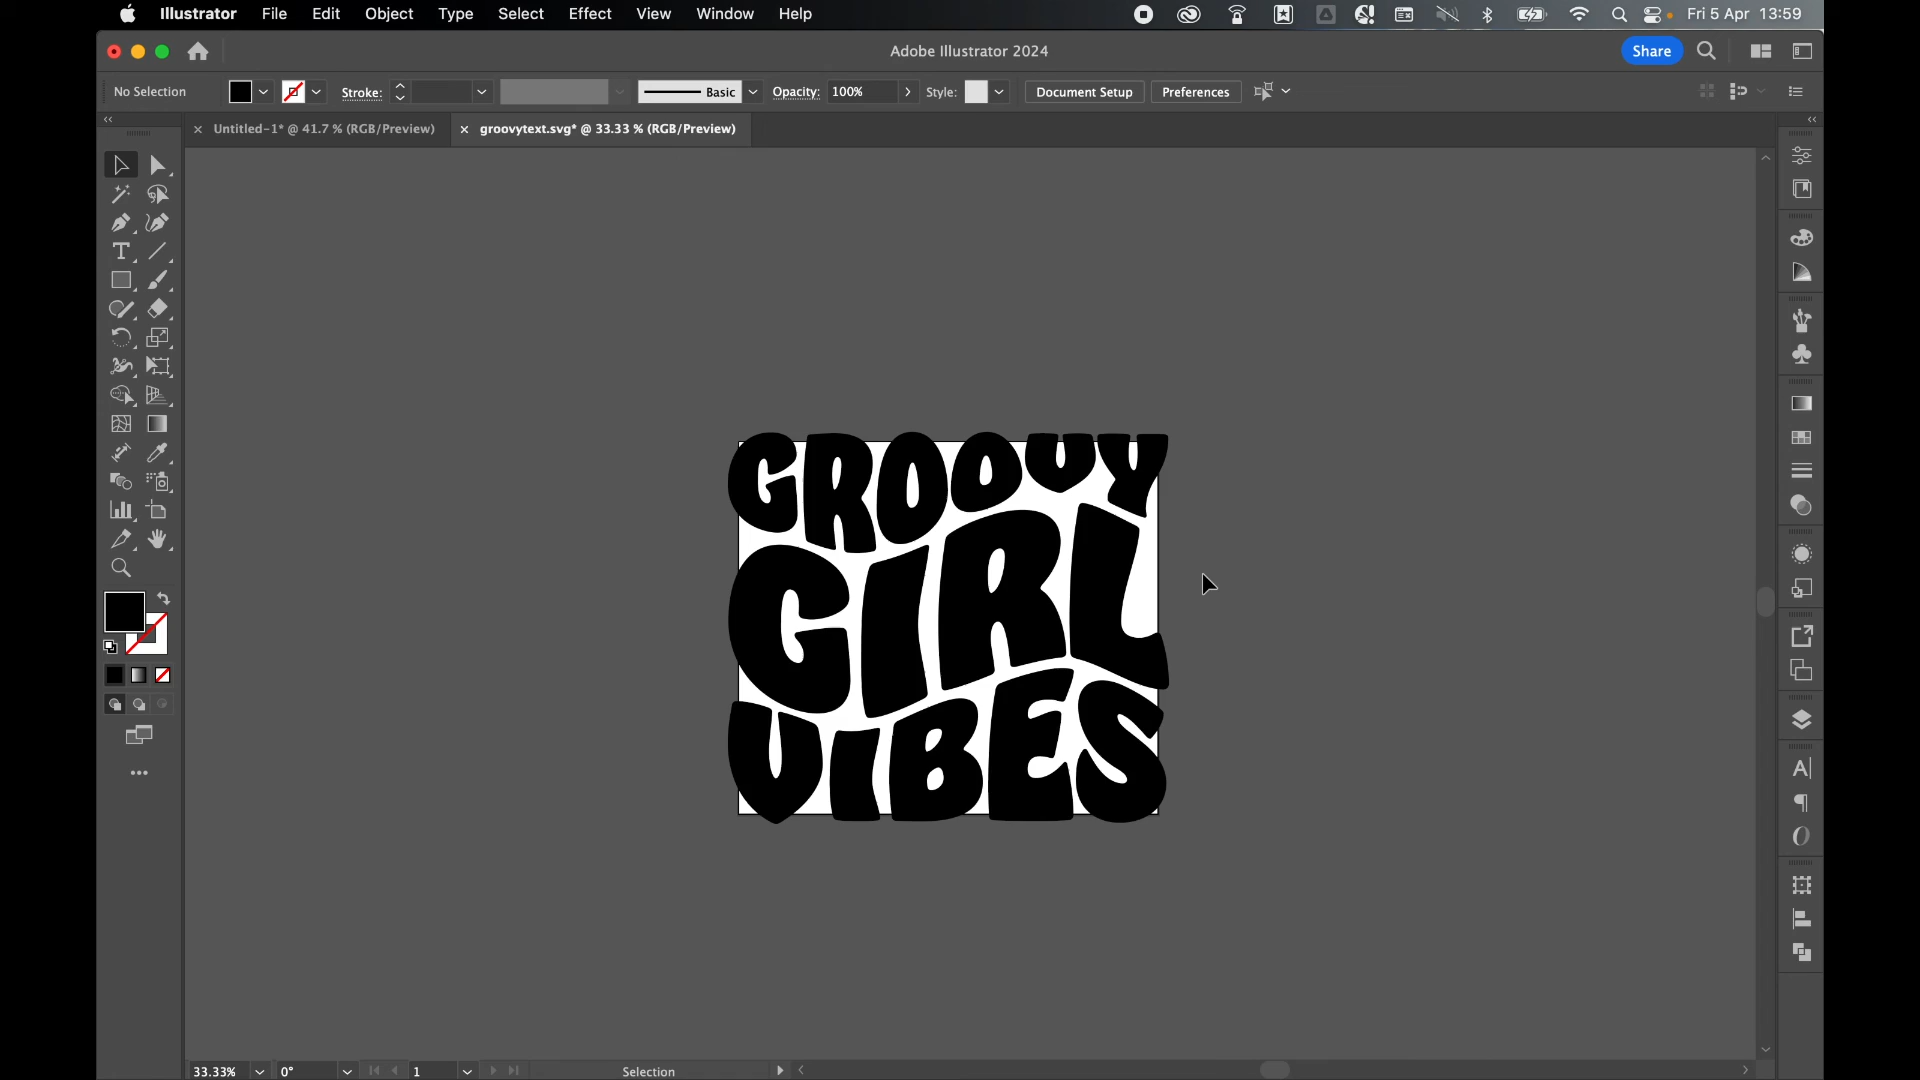 Illustrator File Edit Object Type Select Effect View Window Help Fri 5 Apr 13:59
Adobe Illustrator 2024 Share
No Selection Stroke: Basic Opacity: 100% Style: Document Setup Preferences
Untitled-1* @ 41.7 % (RGB/Preview) groovytext.svg* @ 33.33 % (RGB/Preview)
GROOVY
GIRL
VIBES
33.33% 0° 1 Selection